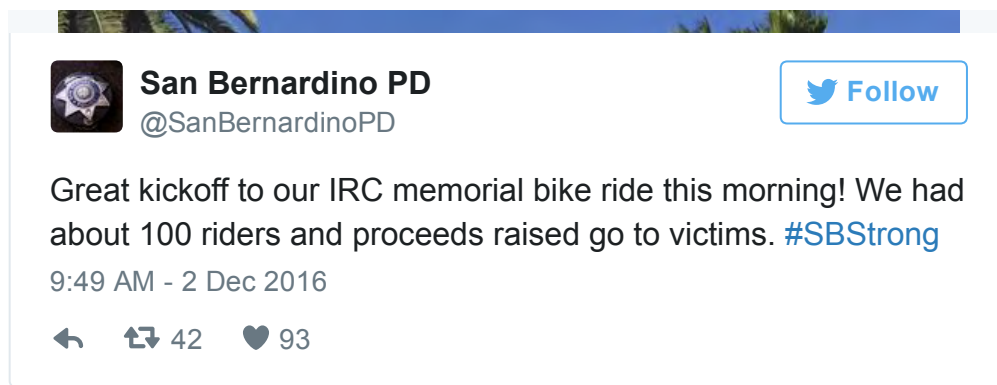 San Bernardino PD
Follow
@SanBernardinoPD
Great kickoff to our IRC memorial bike ride this morning! We had
about 100 riders and proceeds raised go to victims. #SBStrong
9:49 AM - 2 Dec 2016
42 93